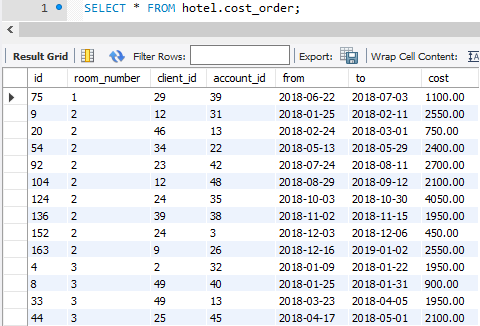 1 SELECT * FROM hotel.cost_order;
Result Grid Filter Rows: Export: Wrap Cell Content:
id room_number client_id account_id from to cost
75 1 29 39 2018-06-22 2018-07-03 1100.00
9 2 12 31 2018-01-25 2018-02-11 2550.00
20 2 46 13 2018-02-24 2018-03-01 750.00
54 2 34 22 2018-05-13 2018-05-29 2400.00
92 2 23 42 2018-07-24 2018-08-11 2700.00
104 2 12 48 2018-08-29 2018-09-12 2100.00
124 2 24 35 2018-10-03 2018-10-30 4050.00
136 2 39 38 2018-11-02 2018-11-15 1950.00
152 2 24 3 2018-12-03 2018-12-06 450.00
163 2 9 26 2018-12-16 2019-01-02 2550.00
4 3 2 32 2018-01-09 2018-01-22 1950.00
8 3 49 40 2018-01-25 2018-01-31 900.00
33 3 49 13 2018-03-23 2018-04-05 1950.00
44 3 25 45 2018-04-17 2018-05-01 2100.00